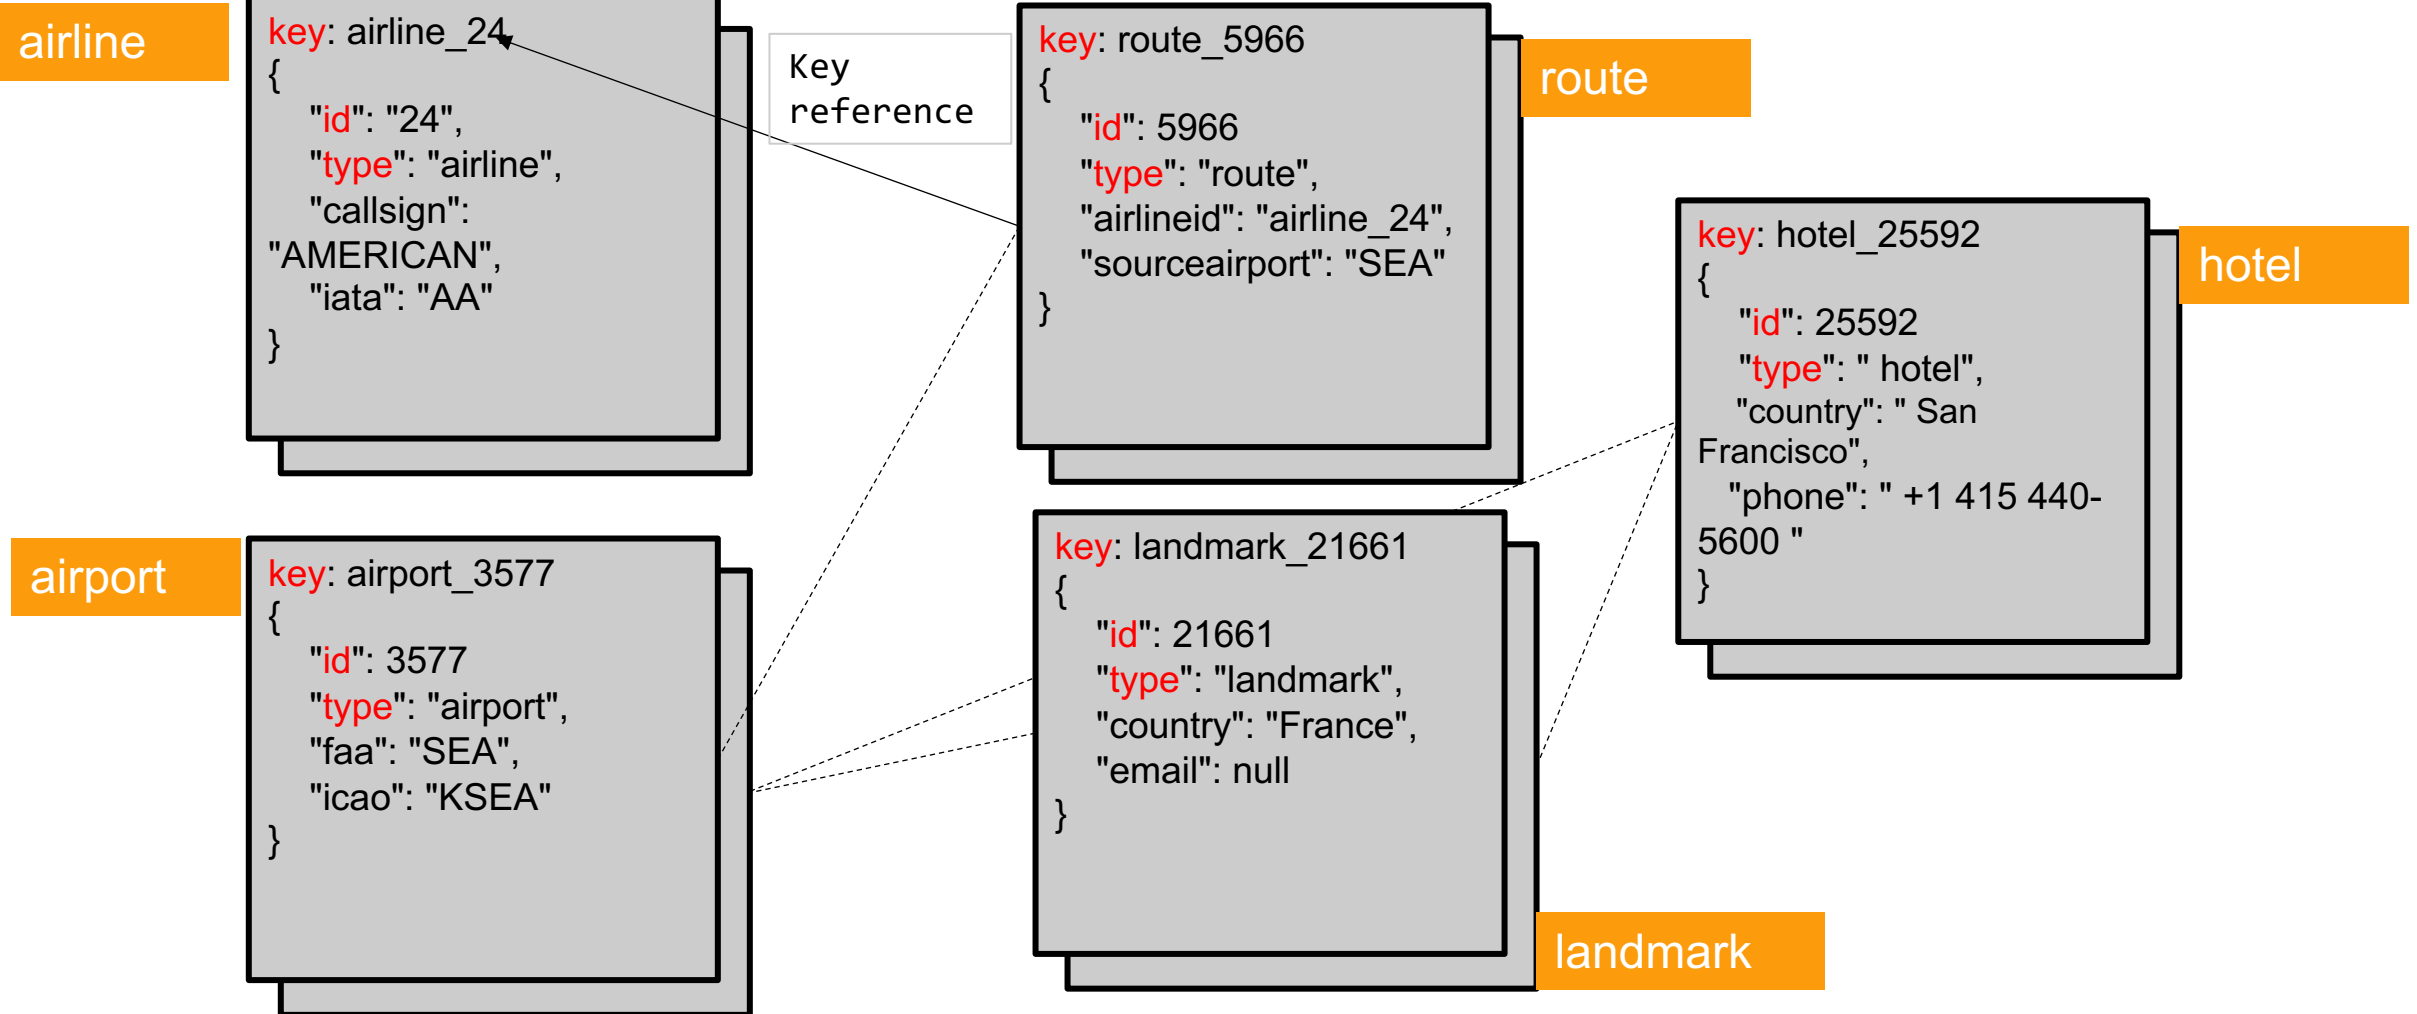 airline
key: airline_24
{
"id": "24",
"type": "airline",
"callsign":
"AMERICAN",
"iata": "AA"
}
Key
reference
key: route_5966
{
"id": 5966
"type": "route",
"airlineid": "airline_24",
"sourceairport": "SEA"
}
route
key: hotel_25592
{
"id": 25592
"type": " hotel",
"country": " San
Francisco",
"phone": " +1 415 440-
5600 "
}
hotel
airport
key: airport_3577
{
"id": 3577
"type": "airport",
"faa": "SEA",
"icao": "KSEA"
}
key: landmark_21661
{
"id": 21661
"type": "landmark",
"country": "France",
"email": null
}
landmark